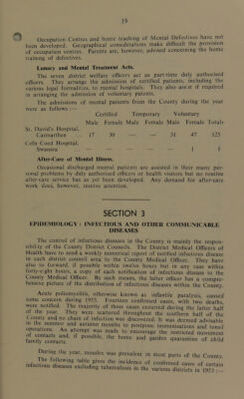 19
Occupation Centres and home teaching of Mental Defectives have not
been developed. Geographical considerations make difficult the provision
of occupation centres. Parents are, however, advised concerning the home
training of defectives.
Lunacy and Mental Treatment Acts.
The seven district welfare officers act as part-time duly authorised
officers. They arrange the admission of certified patients, including the
various legal formalities, to mental hospitals. They also assist if required
in arranging the admission of voluntary patients.
The admissions of mental patients from the County during the year
were as follows :—
Certified Temporary Voluntary
Male Female Male Female Male Female Totals
St. David's Hospital,
Carmarthen 17 30 — — 31 47 125
Cefn Coed Hospital,
Swansea — — — — — 1 1
After-Care of Mental Illness.
Occasional discharged mental patients are assisted in their many per-
sonal problems by duly authorised officers or health visitors but no routine
after-care service has as yet been developed. Any demand for after-care
work does, however, receive attention.
SECTION 3
EPIDEMIOLOGY : INFECTIOUS AND OTHER COMMUNICABLE
DISEASES
The control of infectious diseases in the County is mainly the respon-
sibility of the County District Councils. The District Medical Officers of
Health have to send a weekly numerical report of notified infectious disease
in each district council area to the County Medical Officer. They have
also to forward, if possible within twelve hours but in any case within
forty-eight hours, a copy of each notification of infectious disease to the
County Medical Officer. By such means, the latter officer has a compre-
hensive picture of the distribution of infectious diseases within the County.
Acute poliomyelitis, otherwise known as infantile paralysis, caused
some concern during 1953. Fourteen confirmed cases, with two deaths,
were notified. The majority of these cases occurred during the latter half
of the year. They were scattered throughout the southern half of the
County and no chain of infection was discovered. It was deemed advisable
in the summer and autumn months to postpone immunisations and tonsil
operations. An attempt was made to encourage the restricted movement
of contacts and, if possible, the home and garden quarantine of child
family contacts.
During the year, measles was prevalent in most parts of the County.
The following table gives the incidence of confirmed cases of certain
infectious diseases excluding tuberculosis in the various districts in 1953 :—